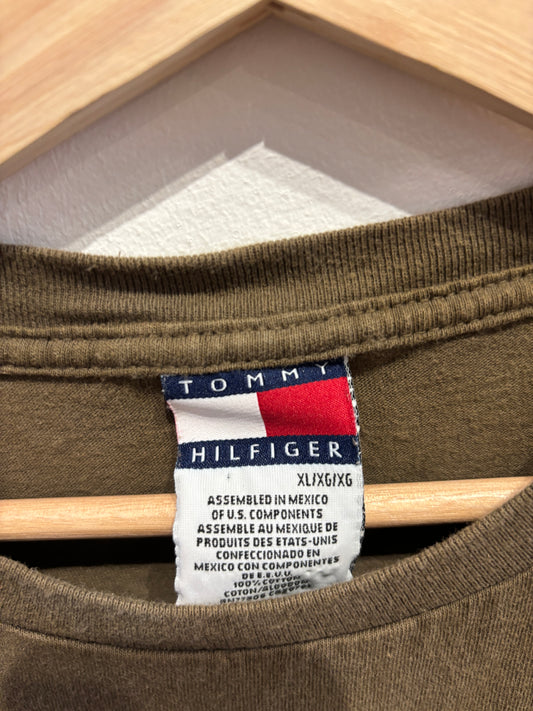 TOMMY
HILFIGER
XL/XG/XG
ASSEMBLED IN MEXICO
OF U.S. COMPONENTS
ASSEMBLE AU MEXIQUE DE
PRODUITS DES ETATS-UNIS
CONFECCIONADO EN
MEXICO CON COMPONENTES
DE E.E.U.U.
100% COTTON